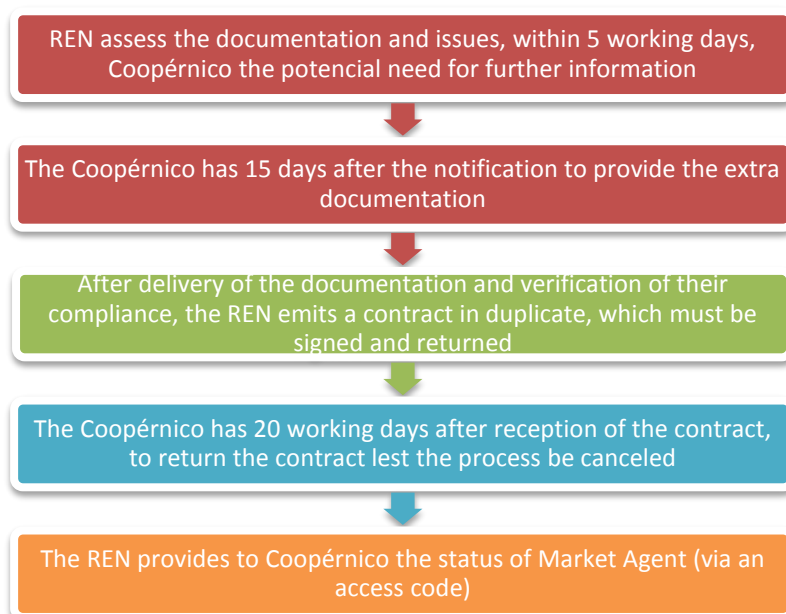 REN assess the documentation and issues, within 5 working days,
Coopérnico the potencial need for further information
The Coopérnico has 15 days after the notification to provide the extra
documentation
After delivery of the documentation and verification of their
compliance, the REN emits a contract in duplicate, which must be
signed and returned
The Coopérnico has 20 working days after reception of the contract,
to return the contract lest the process be canceled
The REN provides to Coopérnico the status of Market Agent (via an
access code)